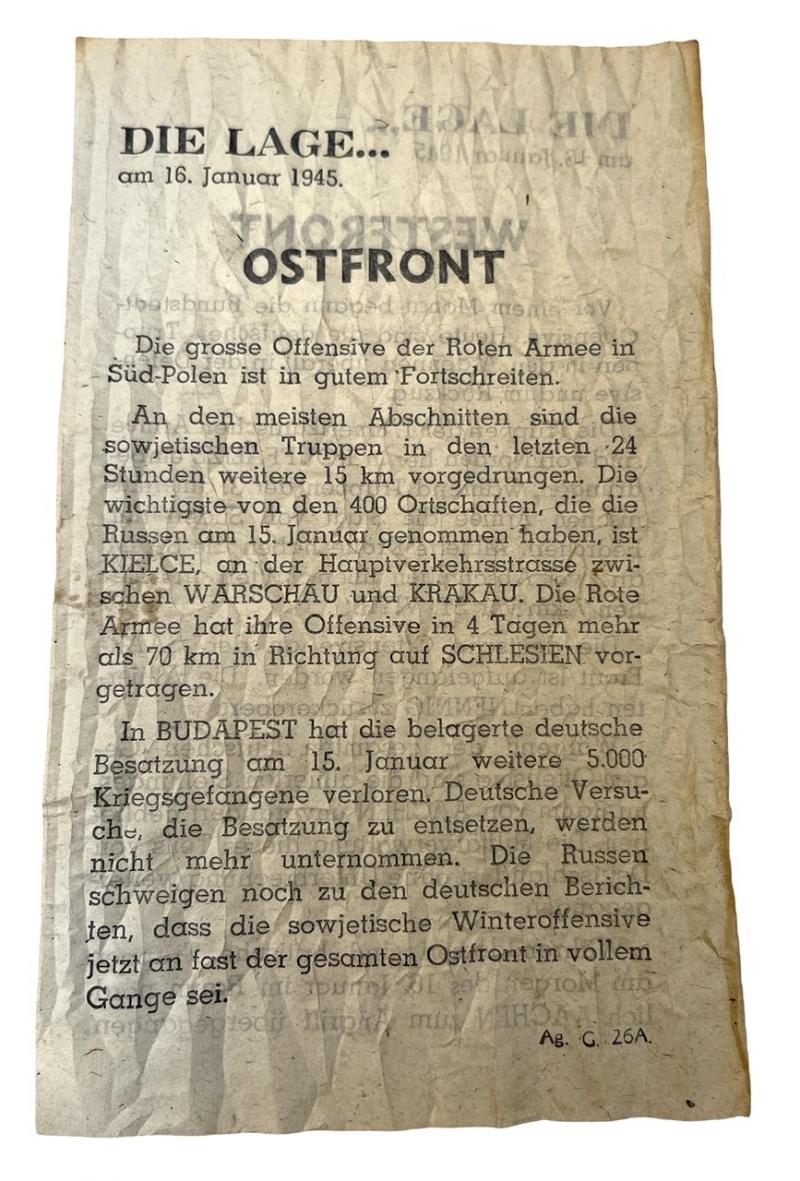 DIE LAGE...
am 16. Januar 1945.
OSTFRONT
Die grosse Offensive der Roten Armee in
Süd-Polen ist in gutem Fortschreiten.
An den meisten Abschnitten sind die
sowjetischen Truppen in den letzten 24
Stunden weitere 15 km vorgedrungen. Die
wichtigste von den 400 Ortschaften, die die
Russen am 15. Januar genommen haben, ist
KIELCE, an der Hauptverkehrsstrasse zwi-
schen WARSCHAU und KRAKAU. Die Rote
Armee hat ihre Offensive in 4 Tagen mehr
als 70 km in Richtung auf SCHLESIEN vor-
getragen.
In BUDAPEST hat die belagerte deutsche
Besatzung am 15. Januar weitere 5.000
Kriegsgefangene verloren. Deutsche Versu-
che, die Besatzung zu entsetzen, werden
nicht mehr unternommen. Die Russen
schweigen noch zu den deutschen Berich-
ten, dass die sowjetische Winteroffensive
jetzt an fast der gesamten Ostfront in vollem
Gange sei.
Ag. G. 26A.